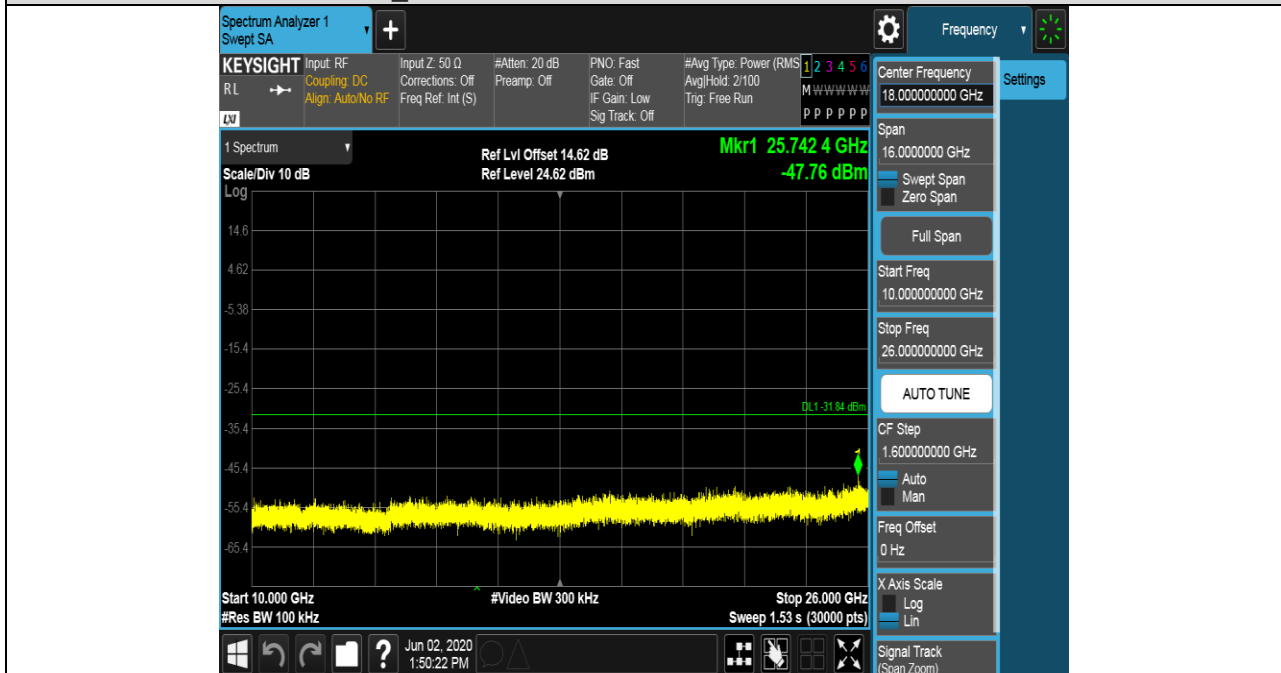 Spectrum Analyzer 1
Swept SA
Frequency
KEYSIGHT
RL
LXI
Input: RF
Coupling: DC
Align: Auto/No RF
Input Z: 50 Ω
Corrections: Off
Freq Ref: Int (S)
#Atten: 20 dB
Preamp: Off
PNO: Fast
Gate: Off
IF Gain: Low
Sig Track: Off
#Avg Type: Power (RMS
Avg|Hold: 2/100
Trig: Free Run
1 2 3 4 5 6
M W W W W W
P P P P P P
1 Spectrum
Scale/Div 10 dB
Ref Lvl Offset 14.62 dB
Ref Level 24.62 dBm
Mkr1 25.742 4 GHz
-47.76 dBm
Log
14.6
4.62
-5.38
-15.4
-25.4
DL1 -31.84 dBm
-35.4
1
-45.4
-55.4
-65.4
Start 10.000 GHz
#Video BW 300 kHz
Stop 26.000 GHz
#Res BW 100 kHz
Sweep 1.53 s (30000 pts)
Jun 02, 2020
1:50:22 PM
Center Frequency
18.000000000 GHz
Settings
Span
16.0000000 GHz
Swept Span
Zero Span
Full Span
Start Freq
10.000000000 GHz
Stop Freq
26.000000000 GHz
AUTO TUNE
CF Step
1.600000000 GHz
Auto
Man
Freq Offset
0 Hz
X Axis Scale
Log
Lin
Signal Track
(Span Zoom)